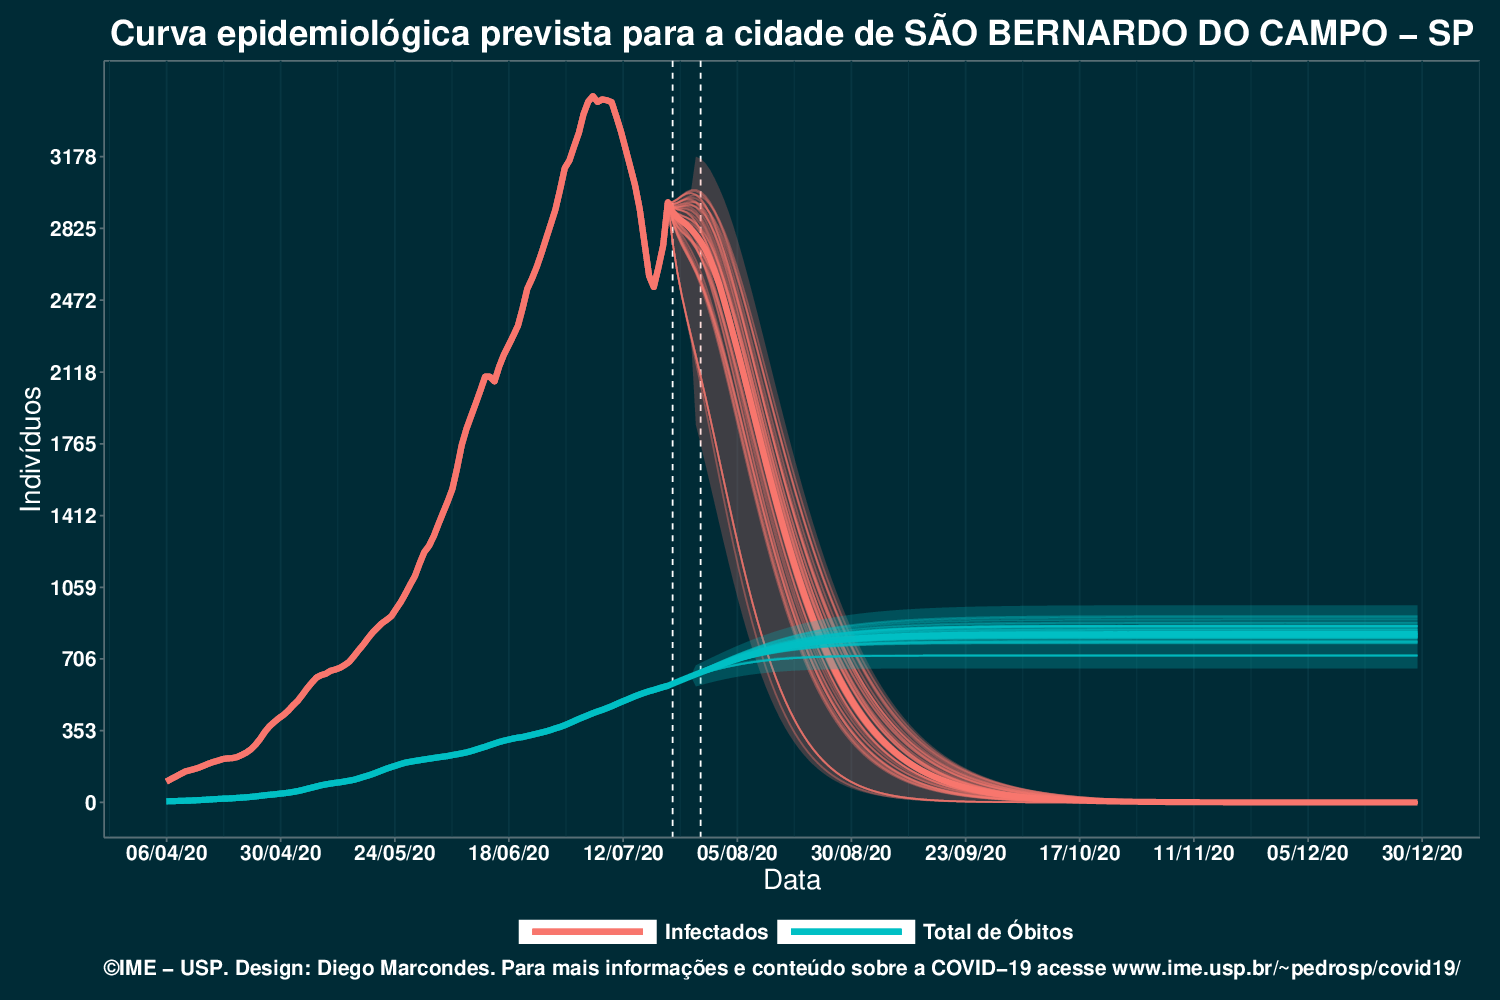 Curva epidemiológica prevista para a cidade de SÃO BERNARDO DO CAMPO – SP
Indivíduos
3178
2825
2472
2118
1765
1412
1059
706
353
0
06/04/20 30/04/20 24/05/20 18/06/20 12/07/20 05/08/20 30/08/20 23/09/20 17/10/20 11/11/20 05/12/20 30/12/20
Data
Infectados Total de Óbitos
©IME – USP. Design: Diego Marcondes. Para mais informações e conteúdo sobre a COVID–19 acesse www.ime.usp.br/~pedrosp/covid19/